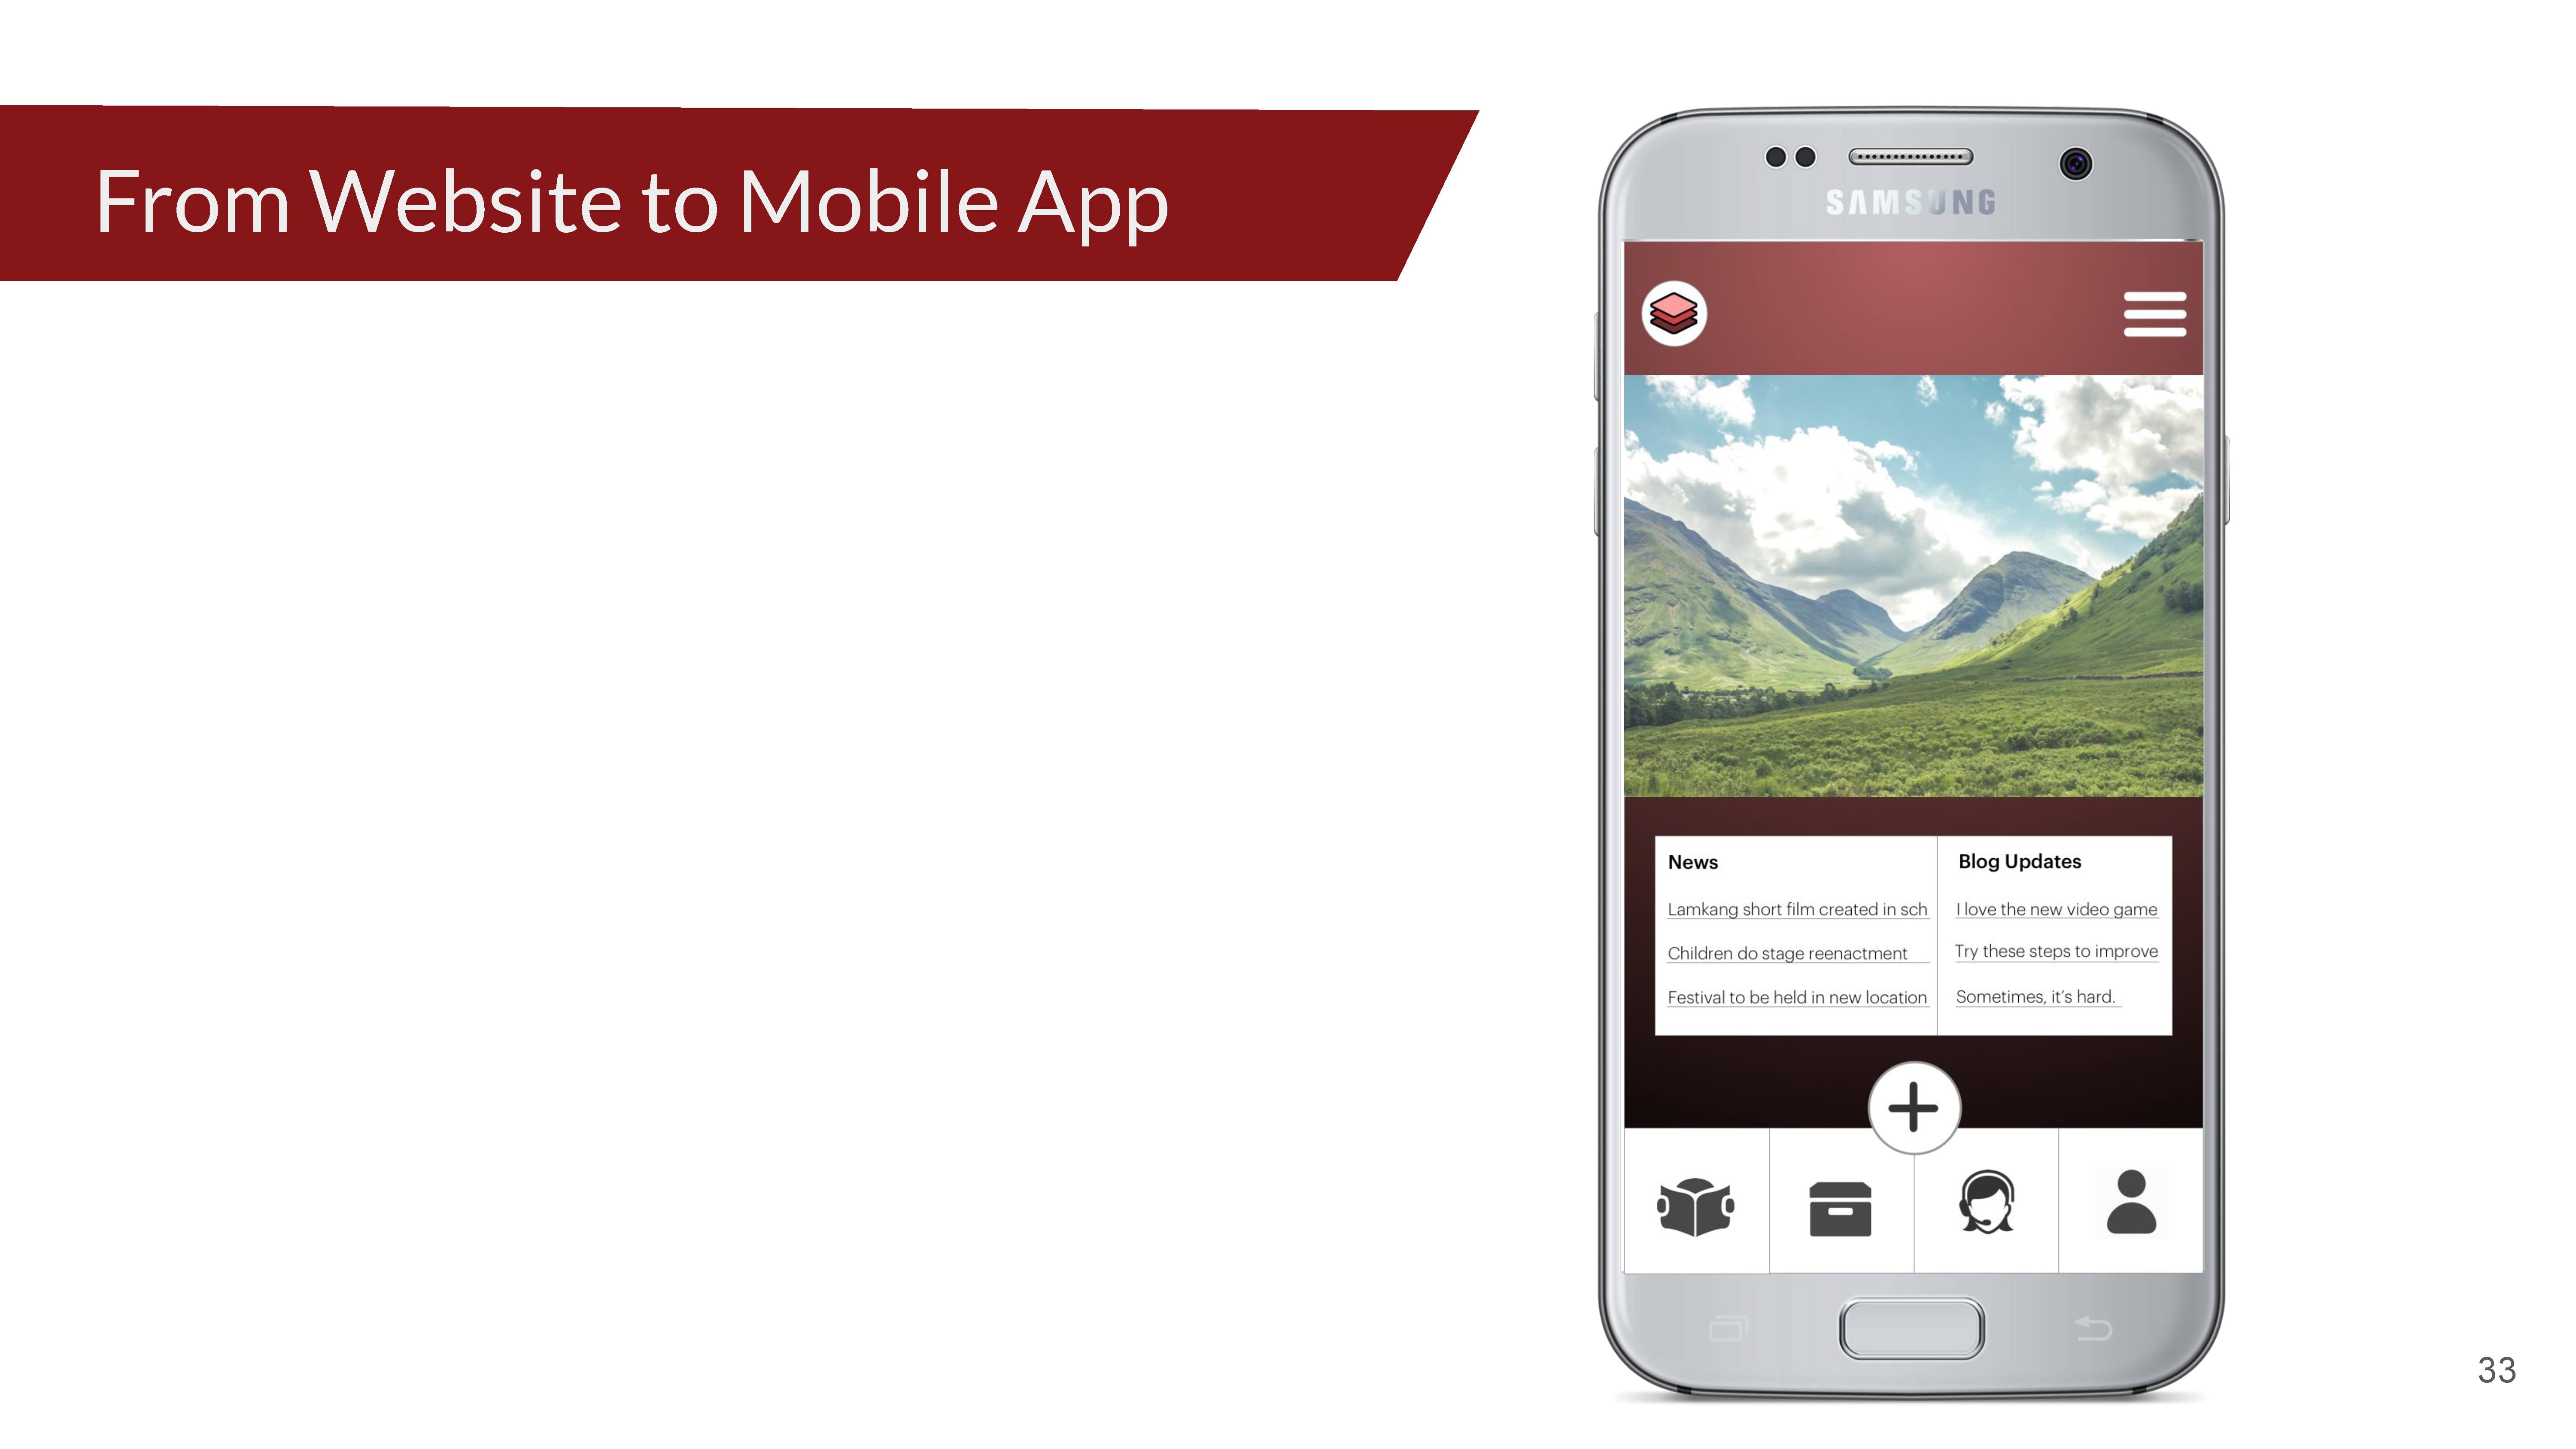 From Website to Mobile App
SAMSUNG
News
Lamkang short film created in sch
Children do stage reenactment
Festival to be held in new location
Blog Updates
I love the new video game
Try these steps to improve
Sometimes, it's hard.
33